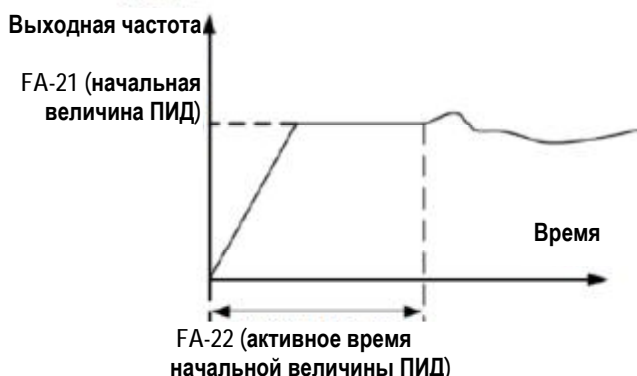 Выходная частота
FA-21 (начальная
величина ПИД)
Время
FA-22 (активное время
начальной величины ПИД)